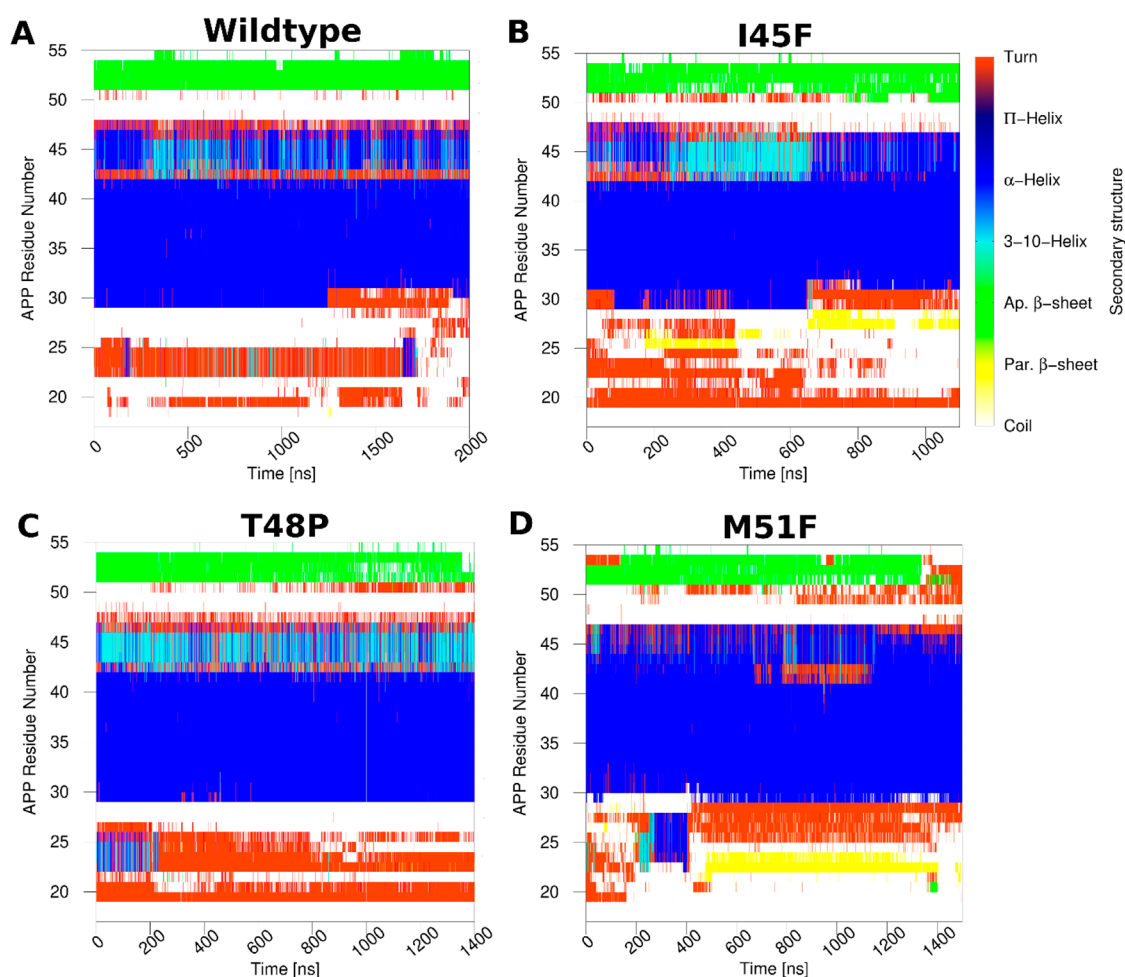 A Wildtype
55
50
45
40
35
30
25
20
APP Residue Number
0 500 1000 1500 2000
Time [ns]
B I45F
55
50
45
40
35
30
25
20
APP Residue Number
0 200 400 600 800 1000
Time [ns]
Turn
Π−Helix
α−Helix
3−10−Helix
Ap. β−sheet
Par. β−sheet
Coil
Secondary structure
C T48P
55
50
45
40
35
30
25
20
APP Residue Number
0 200 400 600 800 1000 1200 1400
Time [ns]
D M51F
55
50
45
40
35
30
25
20
APP Residue Number
0 200 400 600 800 1000 1200 1400
Time [ns]